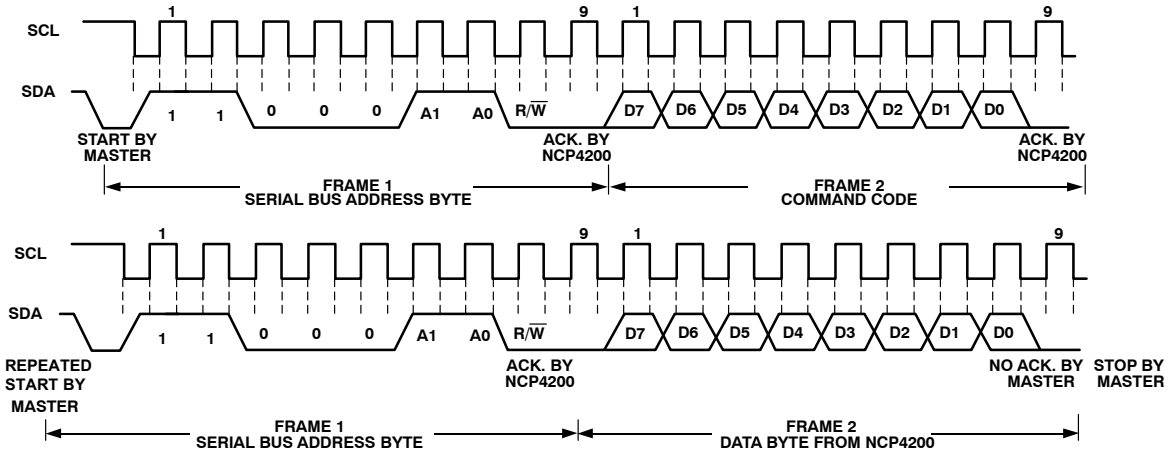 1 9 1 9
SCL
SDA
1 1 0 0 0 A1 A0 R/W D7 D6 D5 D4 D3 D2 D1 D0
START BY
MASTER
ACK. BY
NCP4200
ACK. BY
NCP4200
FRAME 1
SERIAL BUS ADDRESS BYTE
FRAME 2
COMMAND CODE
1 9 1 9
SCL
SDA
1 1 0 0 0 A1 A0 R/W D7 D6 D5 D4 D3 D2 D1 D0
REPEATED
START BY
MASTER
ACK. BY
NCP4200
NO ACK. BY
MASTER
STOP BY
MASTER
FRAME 1
SERIAL BUS ADDRESS BYTE
FRAME 2
DATA BYTE FROM NCP4200